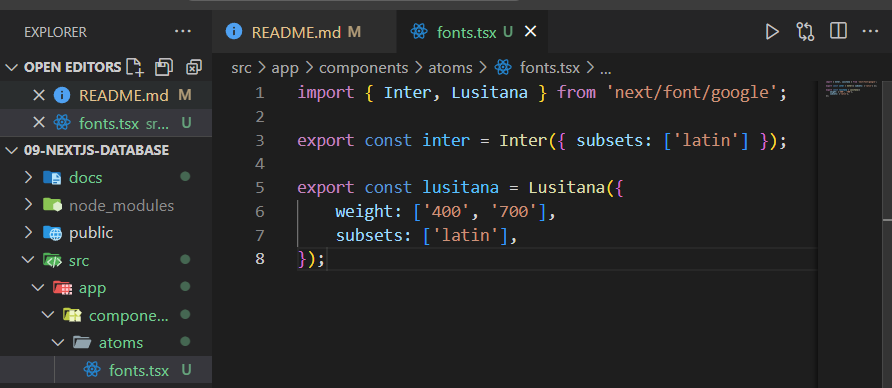 EXPLORER
README.md M
fonts.tsx U
OPEN EDITORS
README.md M
fonts.tsx sr... U
09-NEXTJS-DATABASE
docs
node_modules
public
src
app
compone...
atoms
fonts.tsx U
src > app > components > atoms > fonts.tsx > ...
1 import { Inter, Lusitana } from 'next/font/google';
2
3 export const inter = Inter({ subsets: ['latin'] });
4
5 export const lusitana = Lusitana({
6 weight: ['400', '700'],
7 subsets: ['latin'],
8 });